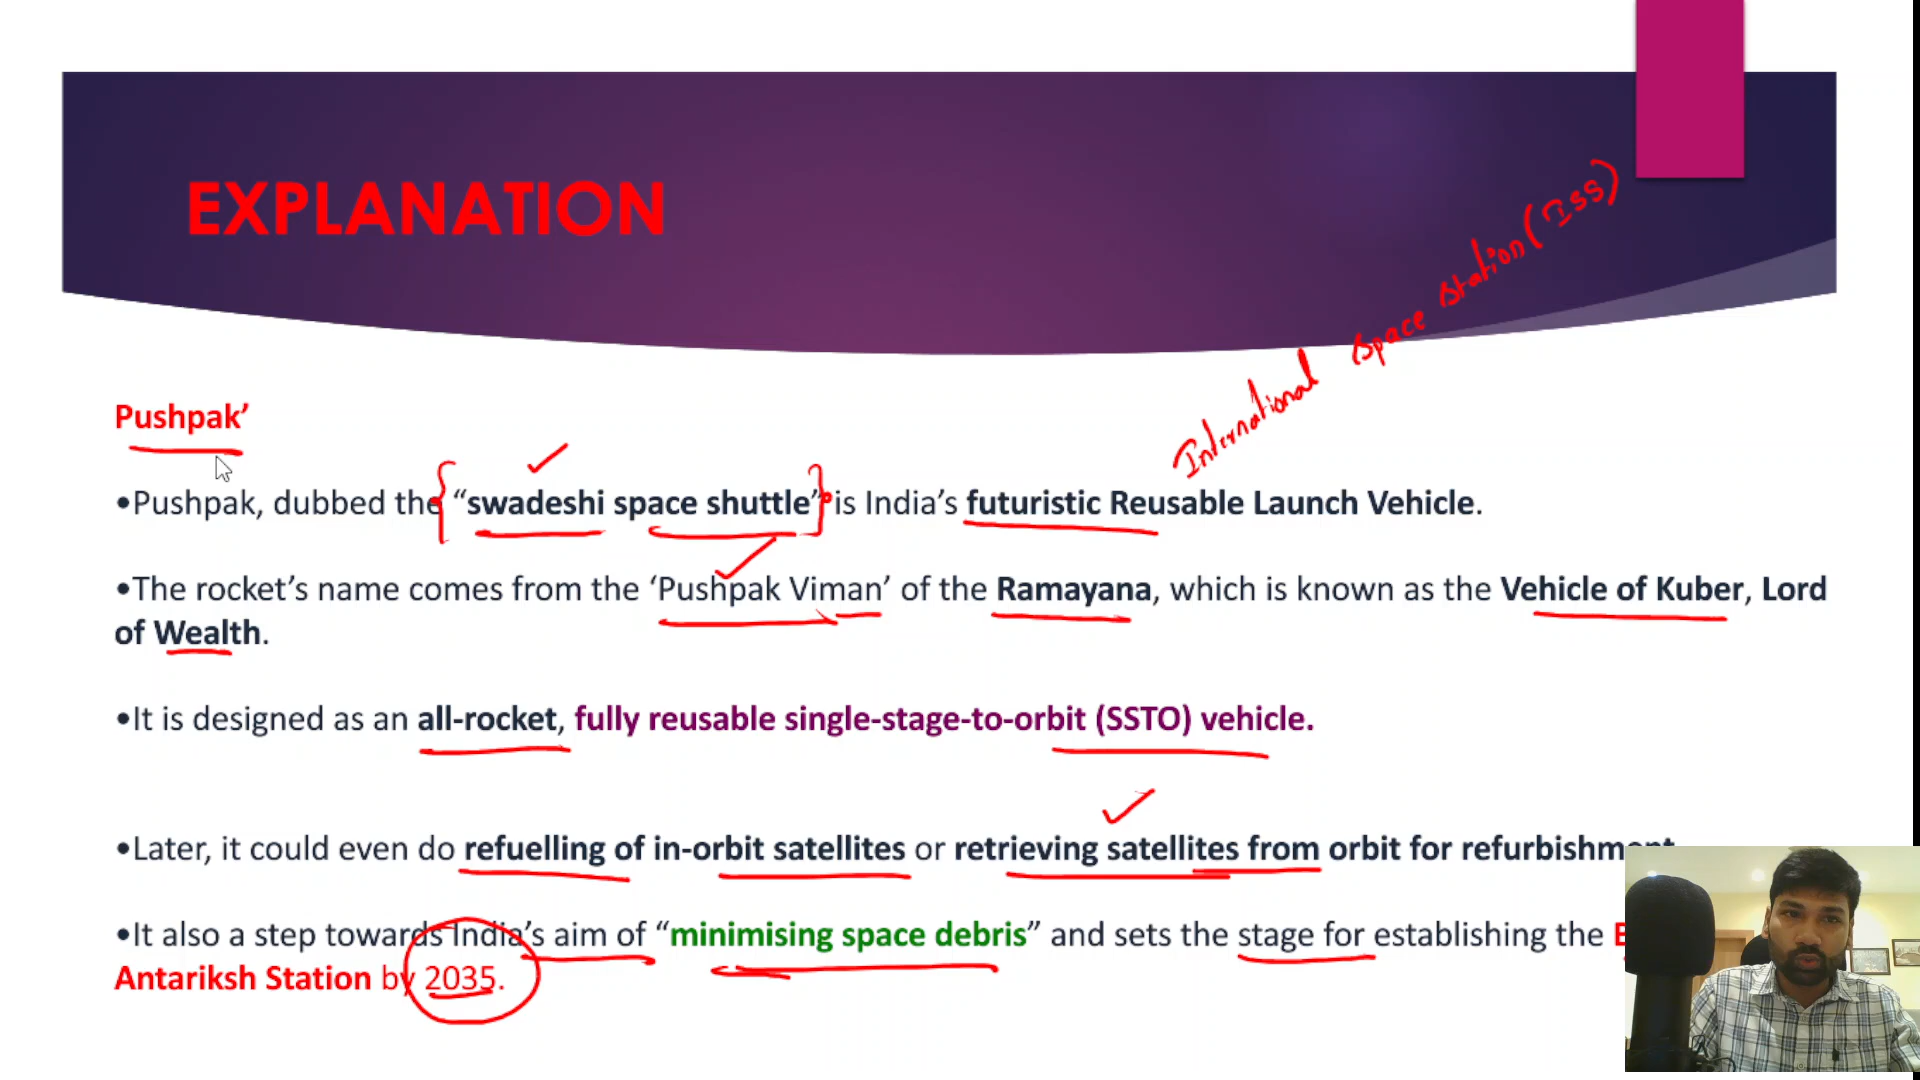 EXPLANATION
International Space Station (ISS)
Pushpak’
•Pushpak, dubbed the “swadeshi space shuttle” is India’s futuristic Reusable Launch Vehicle.
•The rocket’s name comes from the ‘Pushpak Viman’ of the Ramayana, which is known as the Vehicle of Kuber, Lord
of Wealth.
•It is designed as an all-rocket, fully reusable single-stage-to-orbit (SSTO) vehicle.
•Later, it could even do refuelling of in-orbit satellites or retrieving satellites from orbit for refurbishment
•It also a step towards India’s aim of “minimising space debris” and sets the stage for establishing the
Antariksh Station by 2035.